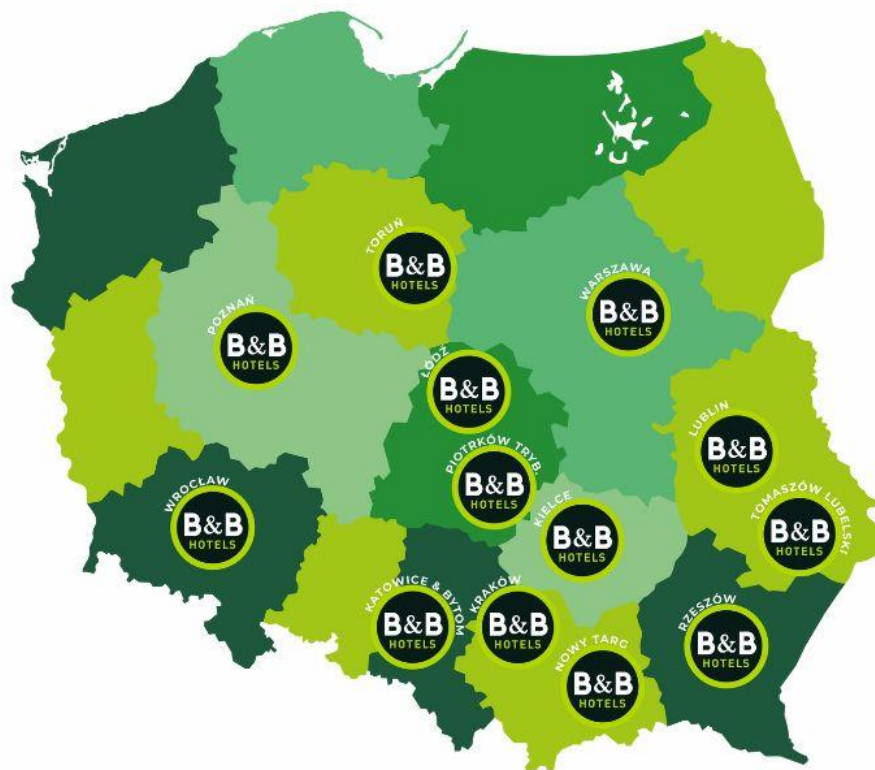 TORUŃ
B&B
HOTELS
WARSZAWA
B&B
HOTELS
POZNAŃ
B&B
HOTELS
ŁÓDŹ
B&B
HOTELS
LUBLIN
B&B
HOTELS
PIOTRKÓW TRYB.
B&B
HOTELS
WROCŁAW
B&B
HOTELS
KIELCE
B&B
HOTELS
TOMASZÓW LUBELSKI
B&B
HOTELS
KATOWICE & BYTOM
B&B
HOTELS
KRAKÓW
B&B
HOTELS
RZESZÓW
B&B
HOTELS
NOWY TARG
B&B
HOTELS